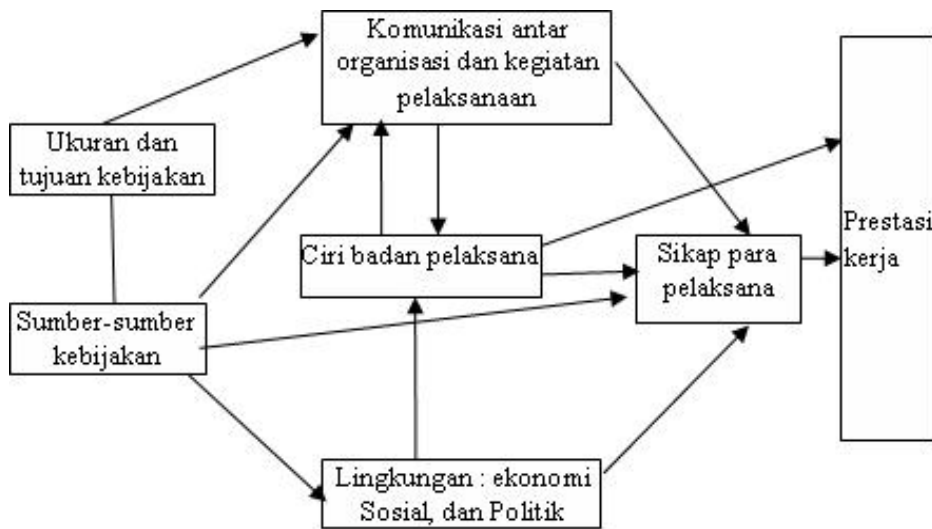 Komunikasi antar
organisasi dan kegiatan
pelaksanaan
Ukuran dan
tujuan kebijakan
Ciri badan pelaksana
Sikap para
pelaksana
Prestasi
kerja
Sumber-sumber
kebijakan
Lingkungan : ekonomi
Sosial, dan Politik